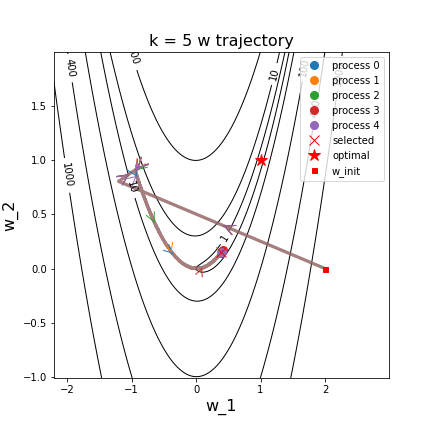 k = 5 w trajectory
w_2
1.5
1.0
0.5
0.0
−0.5
−1.0
−2
−1
0
1
2
w_1
400
1000
10
10
1
process 0
process 1
process 2
process 3
process 4
selected
optimal
w_init